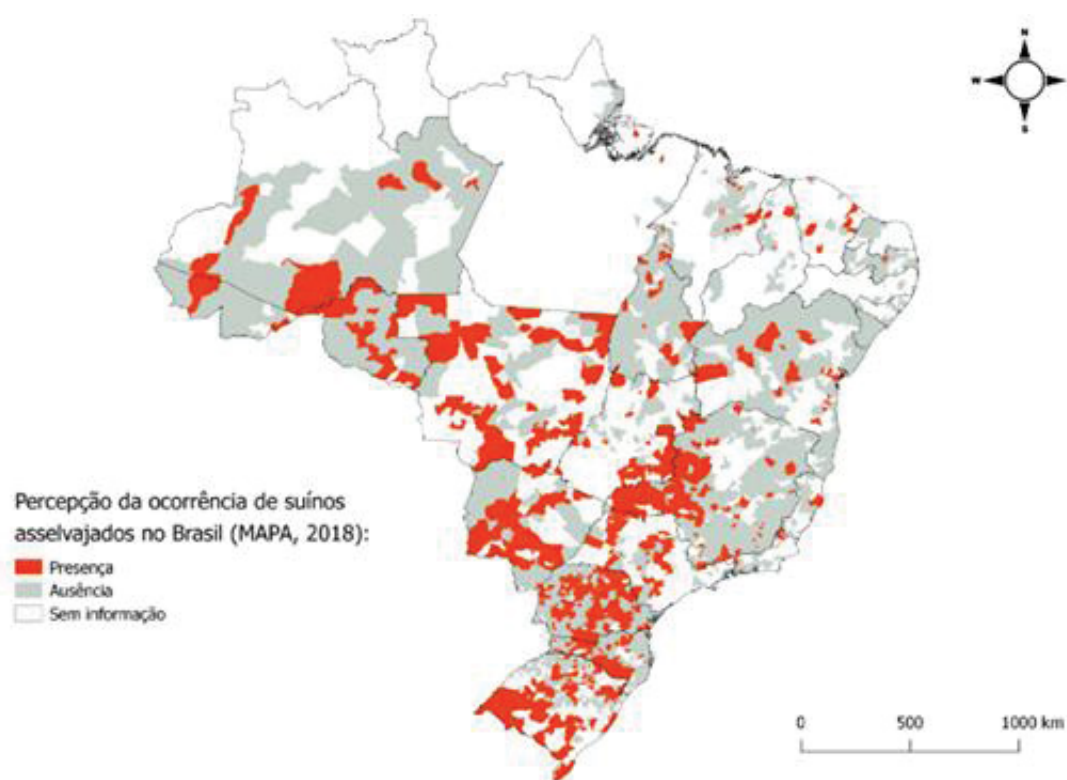 N
W
S
Percepção da ocorrência de suínos
asselvajados no Brasil (MAPA, 2018):
Presença
Ausência
Sem informação
0 500 1000 km